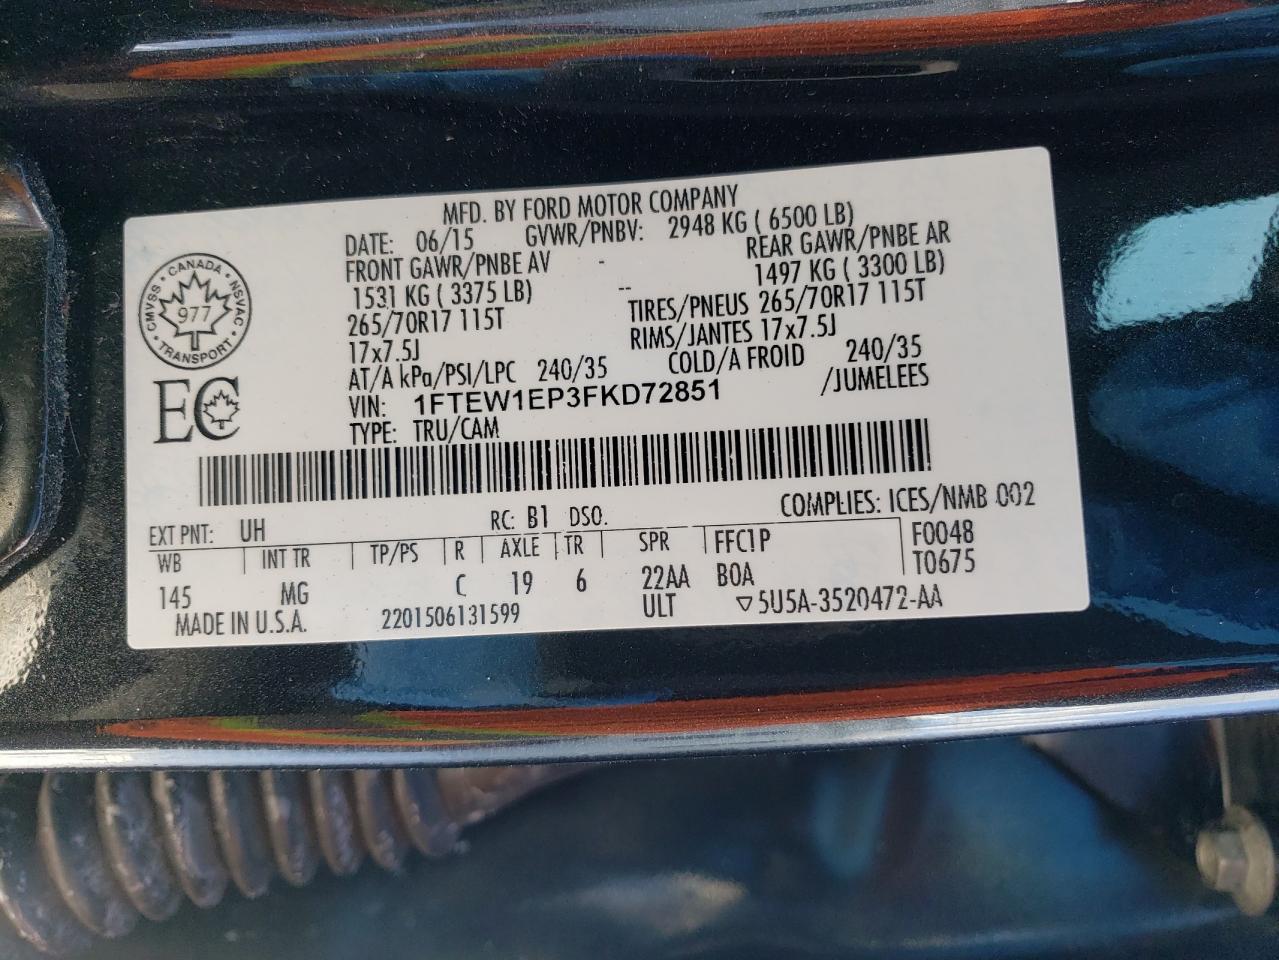 MFD. BY FORD MOTOR COMPANY
DATE: 06/15 GVWR/PNBV: 2948 KG ( 6500 LB)
FRONT GAWR/PNBE AV - REAR GAWR/PNBE AR
1531 KG ( 3375 LB) -- 1497 KG ( 3300 LB)
265/70R17 115T TIRES/PNEUS 265/70R17 115T
17x7.5J RIMS/JANTES 17x7.5J
AT/A kPa/PSI/LPC 240/35 COLD/A FROID 240/35
VIN: 1FTEW1EP3FKD72851 /JUMELEES
TYPE: TRU/CAM
CANADA
CMVSS 977 NSVAC
TRANSPORT
EC
COMPLIES: ICES/NMB 002
EXT PNT: UH RC: B1 DSO.
WB INT TR TP/PS R AXLE TR SPR FFC1P F0048
145 MG C 19 6 22AA BOA T0675
MADE IN U.S.A. 2201506131599 ULT ▽5U5A-3520472-AA